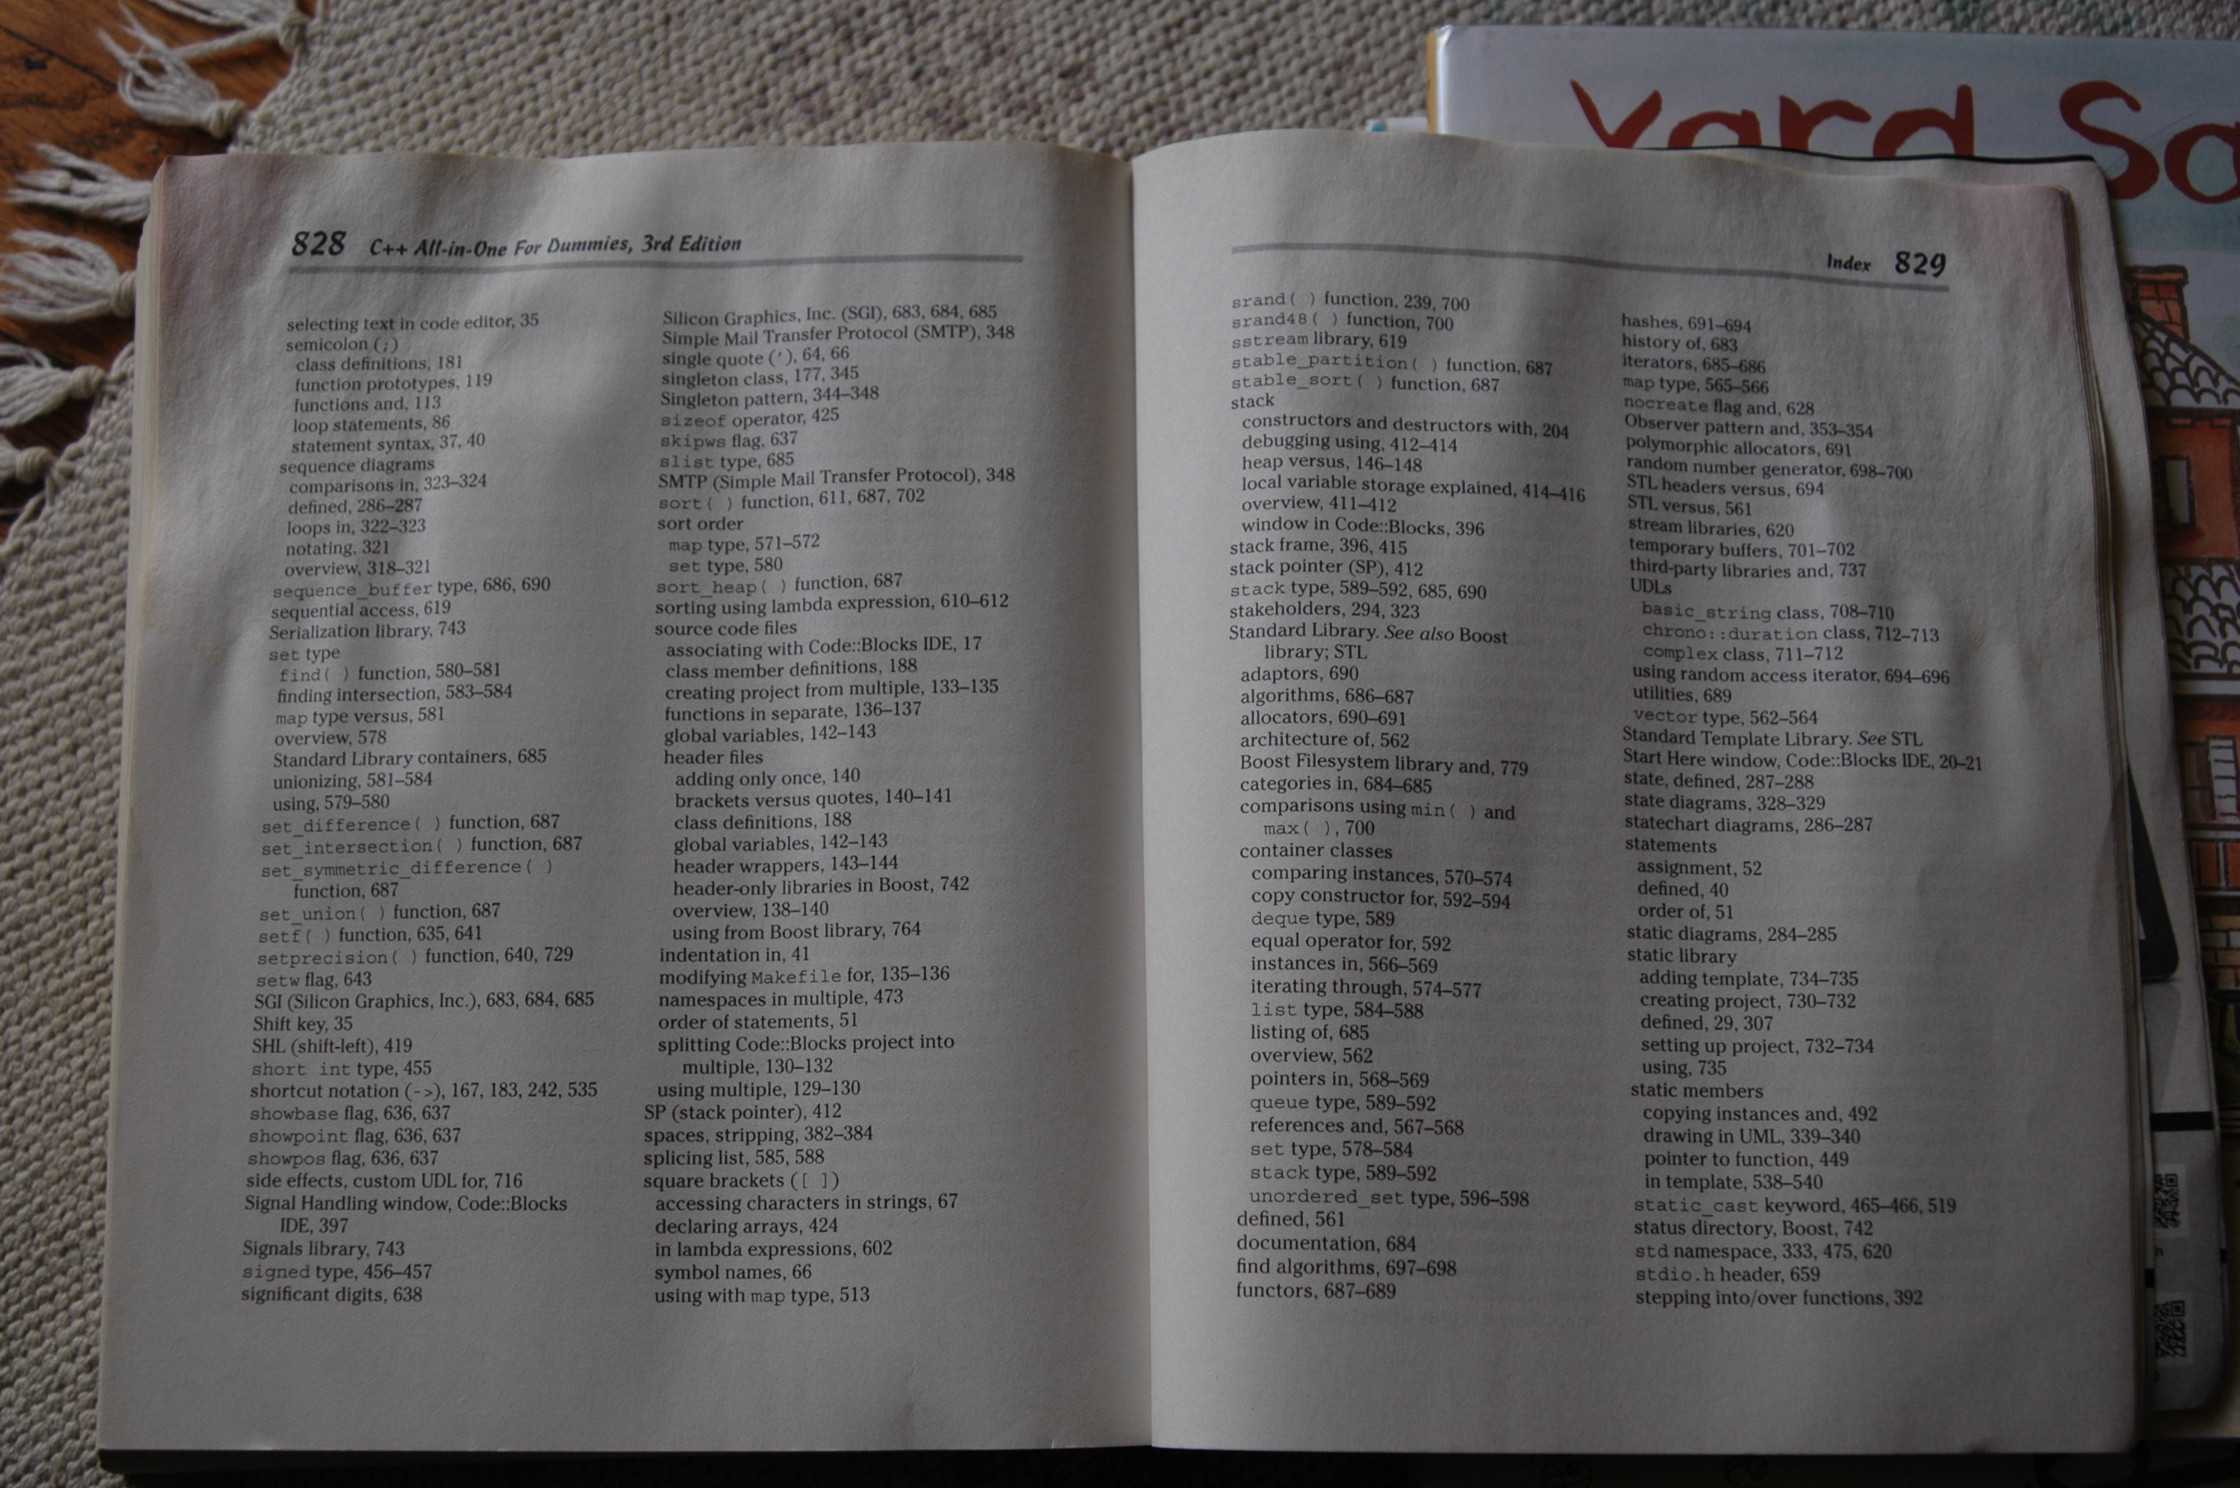 828 C++ All-in-One For Dummies, 3rd Edition
selecting text in code editor, 35
semicolon (;)
class definitions, 181
function prototypes, 119
functions and, 113
loop statements, 86
statement syntax, 37, 40
sequence diagrams
comparisons in, 323–324
defined, 286–287
loops in, 322–323
notating, 321
overview, 318–321
sequence_buffer type, 686, 690
sequential access, 619
Serialization library, 743
set type
find( ) function, 580–581
finding intersection, 583–584
map type versus, 581
overview, 578
Standard Library containers, 685
unionizing, 581–584
using, 579–580
set_difference( ) function, 687
set_intersection( ) function, 687
set_symmetric_difference( )
function, 687
set_union( ) function, 687
setf( ) function, 635, 641
setprecision( ) function, 640, 729
setw flag, 643
SGI (Silicon Graphics, Inc.), 683, 684, 685
Shift key, 35
SHL (shift-left), 419
short int type, 455
shortcut notation (->), 167, 183, 242, 535
showbase flag, 636, 637
showpoint flag, 636, 637
showpos flag, 636, 637
side effects, custom UDL for, 716
Signal Handling window, Code::Blocks
IDE, 397
Signals library, 743
signed type, 456–457
significant digits, 638
Silicon Graphics, Inc. (SGI), 683, 684, 685
Simple Mail Transfer Protocol (SMTP), 348
single quote ('), 64, 66
singleton class, 177, 345
Singleton pattern, 344–348
sizeof operator, 425
skipws flag, 637
slist type, 685
SMTP (Simple Mail Transfer Protocol), 348
sort( ) function, 611, 687, 702
sort order
map type, 571–572
set type, 580
sort_heap( ) function, 687
sorting using lambda expression, 610–612
source code files
associating with Code::Blocks IDE, 17
class member definitions, 188
creating project from multiple, 133–135
functions in separate, 136–137
global variables, 142–143
header files
adding only once, 140
brackets versus quotes, 140–141
class definitions, 188
global variables, 142–143
header wrappers, 143–144
header-only libraries in Boost, 742
overview, 138–140
using from Boost library, 764
indentation in, 41
modifying Makefile for, 135–136
namespaces in multiple, 473
order of statements, 51
splitting Code::Blocks project into
multiple, 130–132
using multiple, 129–130
SP (stack pointer), 412
spaces, stripping, 382–384
splicing list, 585, 588
square brackets ([ ])
accessing characters in strings, 67
declaring arrays, 424
in lambda expressions, 602
symbol names, 66
using with map type, 513
Index 829
srand( ) function, 239, 700
srand48( ) function, 700
sstream library, 619
stable_partition( ) function, 687
stable_sort( ) function, 687
stack
constructors and destructors with, 204
debugging using, 412–414
heap versus, 146–148
local variable storage explained, 414–416
overview, 411–412
window in Code::Blocks, 396
stack frame, 396, 415
stack pointer (SP), 412
stack type, 589–592, 685, 690
stakeholders, 294, 323
Standard Library. See also Boost
library; STL
adaptors, 690
algorithms, 686–687
allocators, 690–691
architecture of, 562
Boost Filesystem library and, 779
categories in, 684–685
comparisons using min( ) and
max( ), 700
container classes
comparing instances, 570–574
copy constructor for, 592–594
deque type, 589
equal operator for, 592
instances in, 566–569
iterating through, 574–577
list type, 584–588
listing of, 685
overview, 562
pointers in, 568–569
queue type, 589–592
references and, 567–568
set type, 578–584
stack type, 589–592
unordered_set type, 596–598
defined, 561
documentation, 684
find algorithms, 697–698
functors, 687–689
hashes, 691–694
history of, 683
iterators, 685–686
map type, 565–566
nocreate flag and, 628
Observer pattern and, 353–354
polymorphic allocators, 691
random number generator, 698–700
STL headers versus, 694
STL versus, 561
stream libraries, 620
temporary buffers, 701–702
third-party libraries and, 737
UDLs
basic_string class, 708–710
chrono::duration class, 712–713
complex class, 711–712
using random access iterator, 694–696
utilities, 689
vector type, 562–564
Standard Template Library. See STL
Start Here window, Code::Blocks IDE, 20–21
state, defined, 287–288
state diagrams, 328–329
statechart diagrams, 286–287
statements
assignment, 52
defined, 40
order of, 51
static diagrams, 284–285
static library
adding template, 734–735
creating project, 730–732
defined, 29, 307
setting up project, 732–734
using, 735
static members
copying instances and, 492
drawing in UML, 339–340
pointer to function, 449
in template, 538–540
static_cast keyword, 465–466, 519
status directory, Boost, 742
std namespace, 333, 475, 620
stdio.h header, 659
stepping into/over functions, 392
Yard Sa